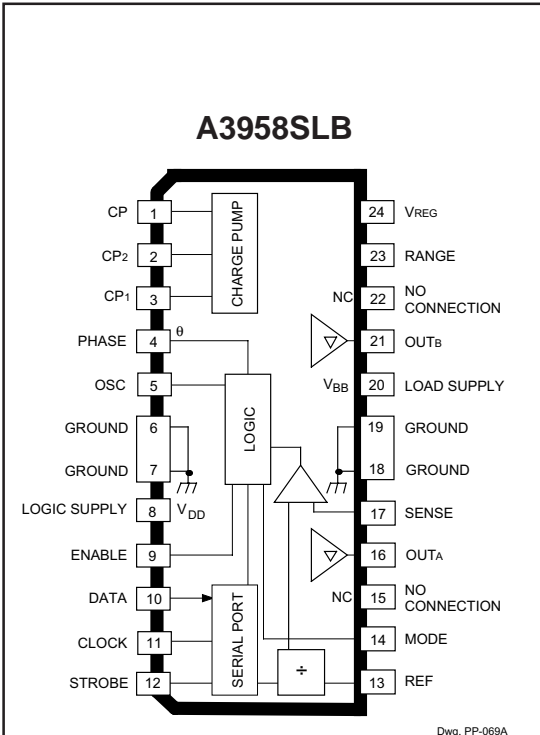 A3958SLB
CP 1
CP2 2
CP1 3
PHASE 4 θ
OSC 5
GROUND 6
GROUND 7
LOGIC SUPPLY 8 VDD
ENABLE 9
DATA 10
CLOCK 11
STROBE 12
CHARGE PUMP
LOGIC
SERIAL PORT
÷
24 VREG
23 RANGE
NC 22 NO
CONNECTION
21 OUTB
VBB 20 LOAD SUPPLY
19 GROUND
18 GROUND
17 SENSE
16 OUTA
NC 15 NO
CONNECTION
14 MODE
13 REF
Dwg. PP-069A